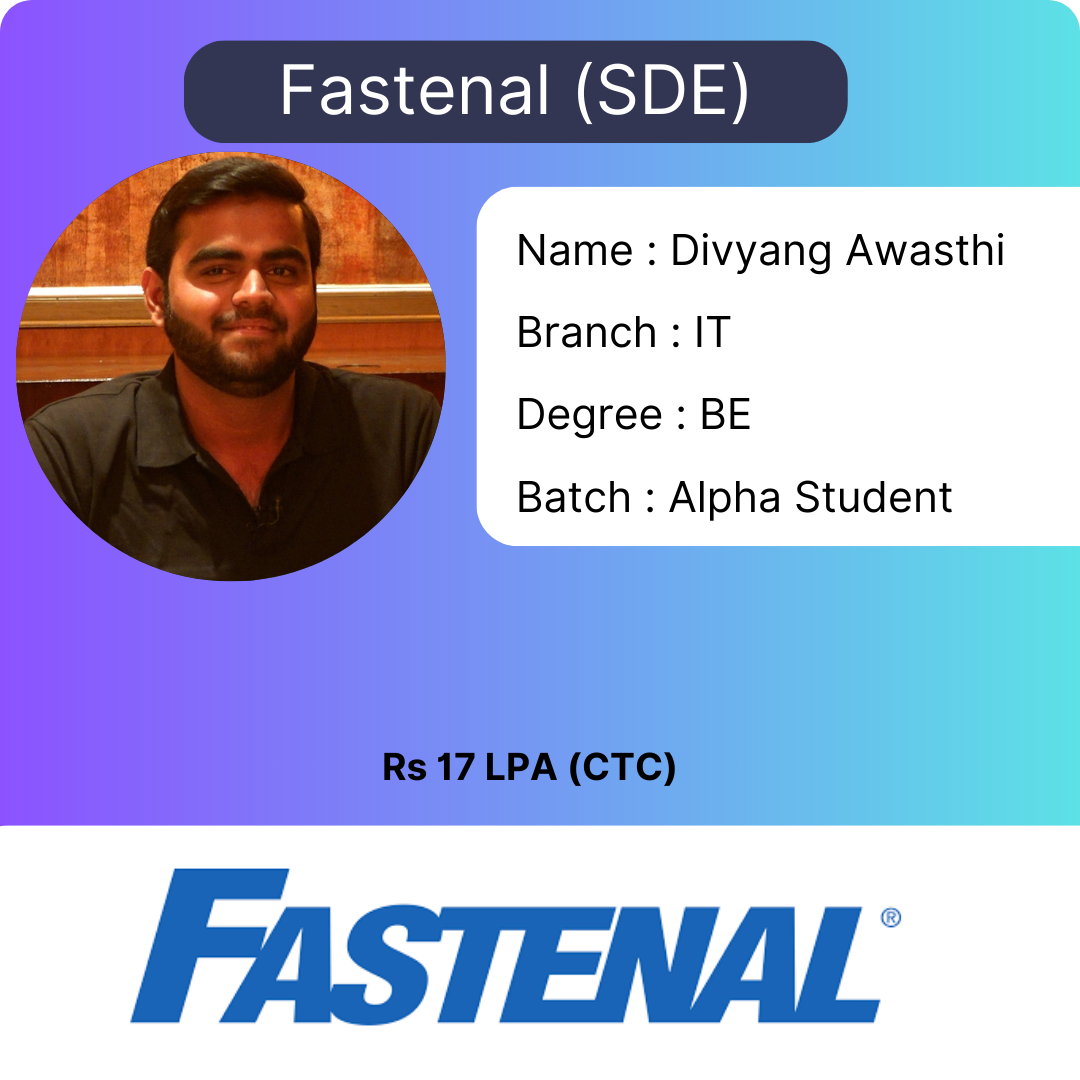 Fastenal (SDE)
Name : Divyang Awasthi
Branch : IT
Degree : BE
Batch : Alpha Student
Rs 17 LPA (CTC)
FASTENAL®